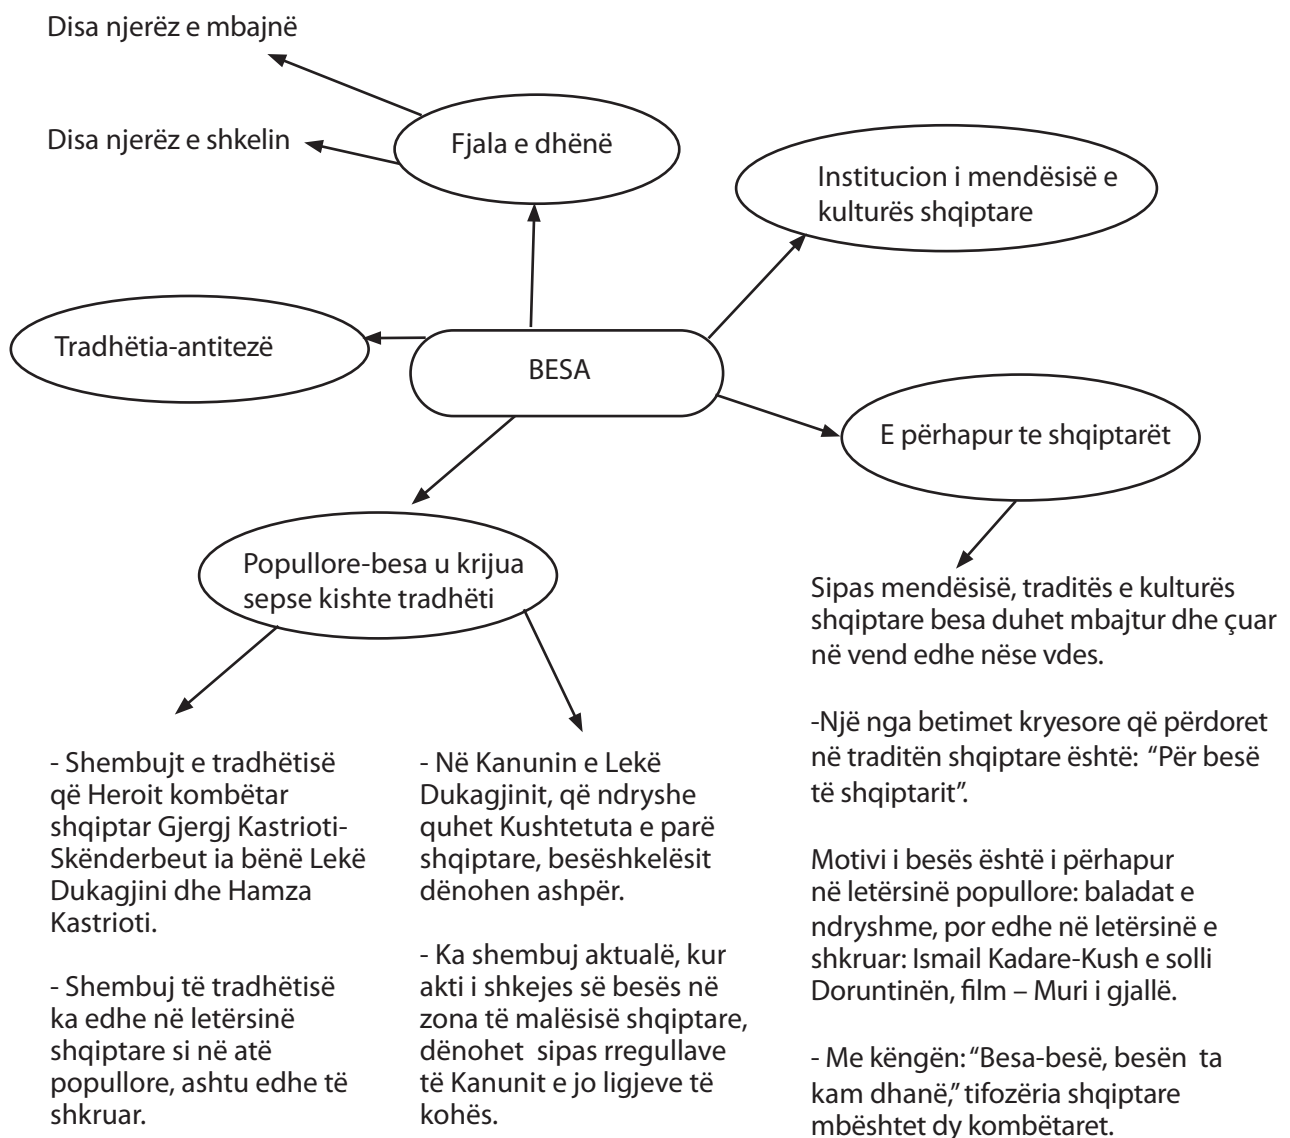 Disa njerëz e mbajnë
Disa njerëz e shkelin
Fjala e dhënë
Institucion i mendësisë e
kulturës shqiptare
Tradhëtia-antitezë
BESA
E përhapur te shqiptarët
Popullore-besa u krijua
sepse kishte tradhëti
- Shembujt e tradhëtisë
që Heroit kombëtar
shqiptar Gjergj Kastrioti-
Skënderbeut ia bënë Lekë
Dukagjini dhe Hamza
Kastrioti.
- Shembuj të tradhëtisë
ka edhe në letërsinë
shqiptare si në atë
popullore, ashtu edhe të
shkruar.
- Në Kanunin e Lekë
Dukagjinit, që ndryshe
quhet Kushtetuta e parë
shqiptare, besëshkelësit
dënohen ashpër.
- Ka shembuj aktualë, kur
akti i shkejes së besës në
zona të malësisë shqiptare,
dënohet sipas rregullave
të Kanunit e jo ligjeve të
kohës.
Sipas mendësisë, traditës e kulturës
shqiptare besa duhet mbajtur dhe çuar
në vend edhe nëse vdes.
-Një nga betimet kryesore që përdoret
në traditën shqiptare është: “Për besë
të shqiptarit”.
Motivi i besës është i përhapur
në letërsinë popullore: baladat e
ndryshme, por edhe në letërsinë e
shkruar: Ismail Kadare-Kush e solli
Doruntinën, film – Muri i gjallë.
- Me këngën: “Besa-besë, besën ta
kam dhanë,” tifozëria shqiptare
mbështet dy kombëtaret.